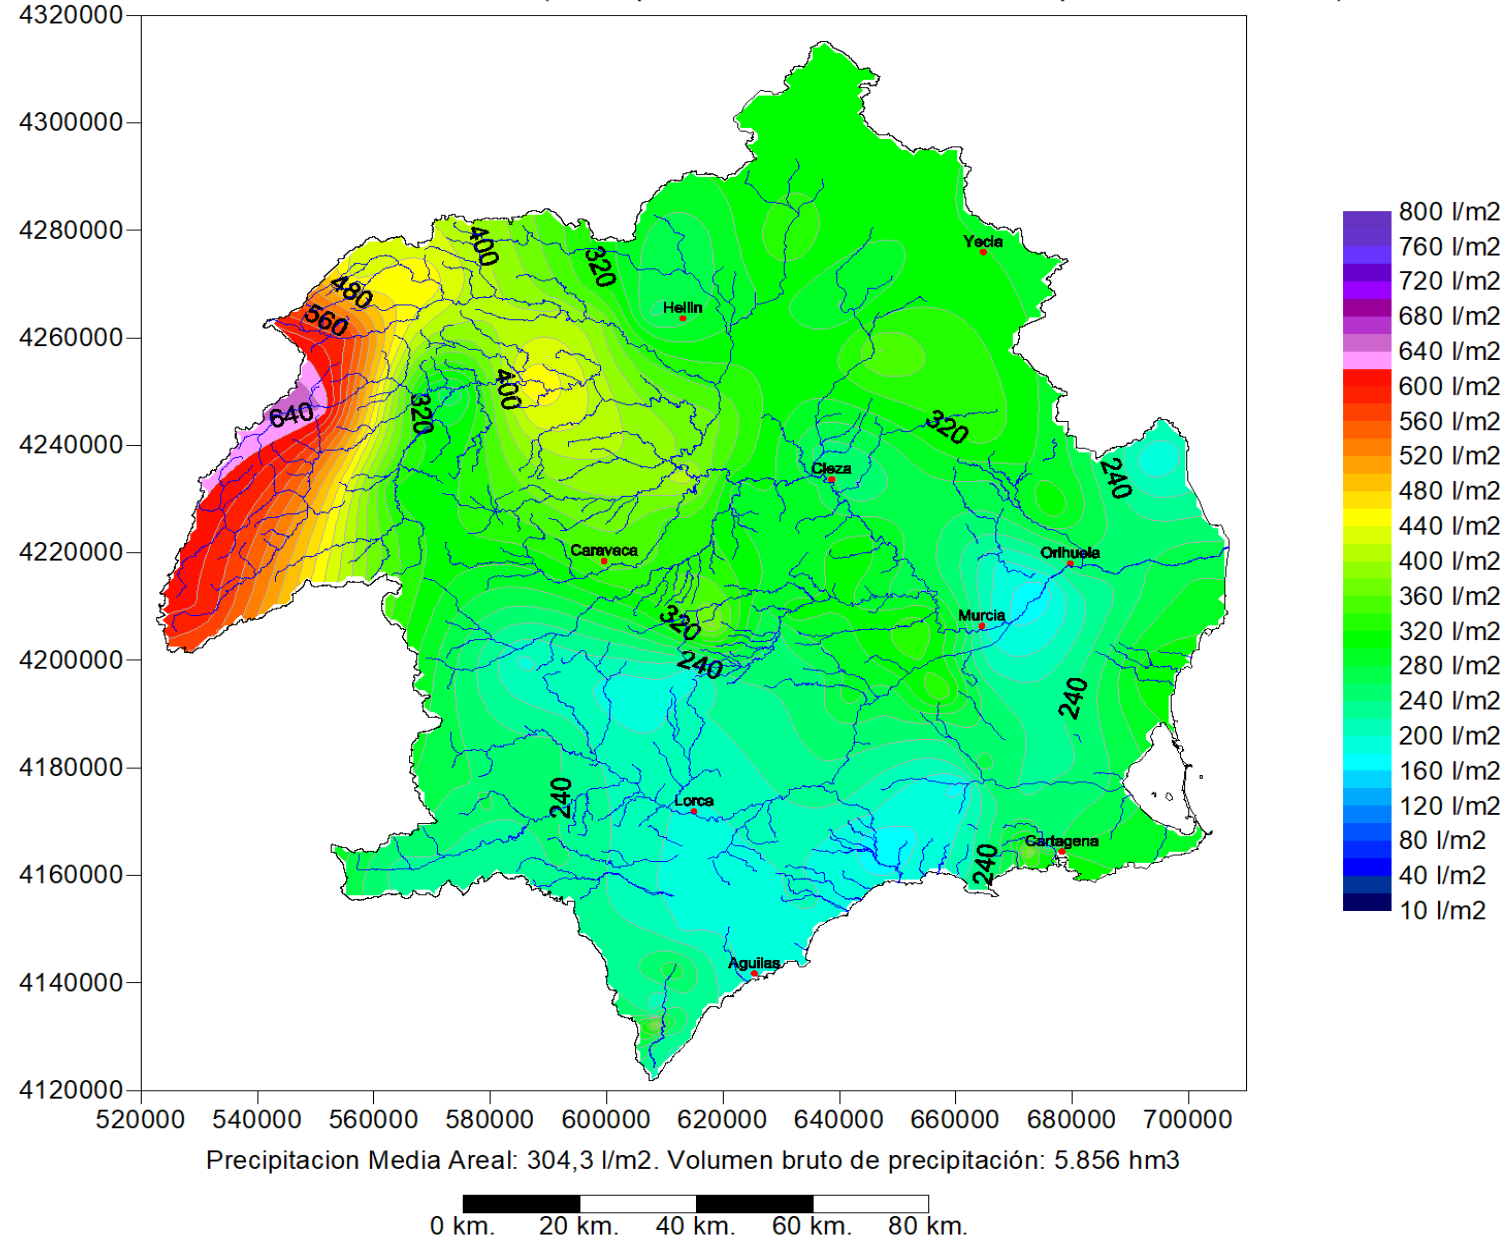 4320000
4300000
4280000
4260000
4240000
4220000
4200000
4180000
4160000
4140000
4120000
520000 540000 560000 580000 600000 620000 640000 660000 680000 700000
400
320
480
560
640
320
400
320
240
320
240
240
240
240
Yecla
Hellin
Cieza
Caravaca
Orihuela
Murcia
Lorca
Cartagena
Aguilas
800 l/m2
760 l/m2
720 l/m2
680 l/m2
640 l/m2
600 l/m2
560 l/m2
520 l/m2
480 l/m2
440 l/m2
400 l/m2
360 l/m2
320 l/m2
280 l/m2
240 l/m2
200 l/m2
160 l/m2
120 l/m2
80 l/m2
40 l/m2
10 l/m2
Precipitacion Media Areal: 304,3 l/m2. Volumen bruto de precipitación: 5.856 hm3
0 km. 20 km. 40 km. 60 km. 80 km.